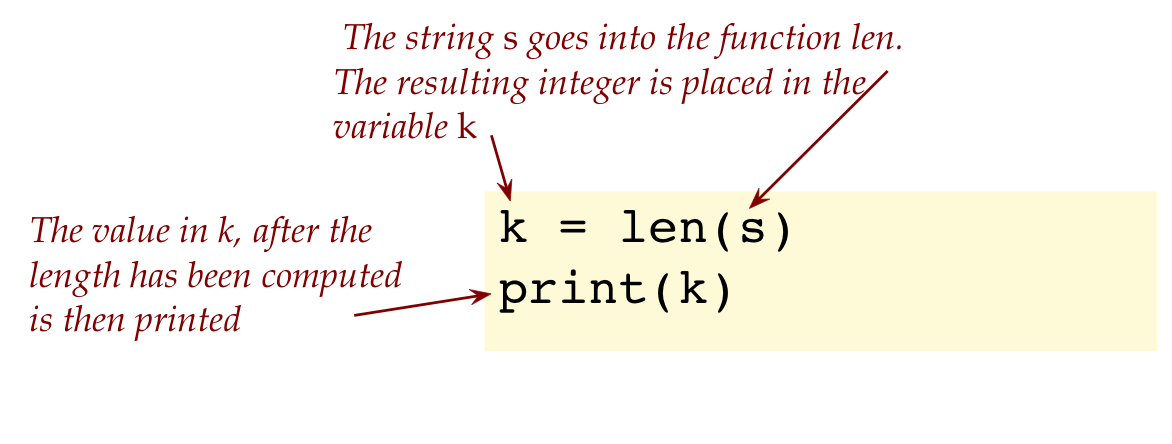 The string s goes into the function len.
The resulting integer is placed in the
variable k
k = len(s)
print(k)
The value in k, after the
length has been computed
is then printed